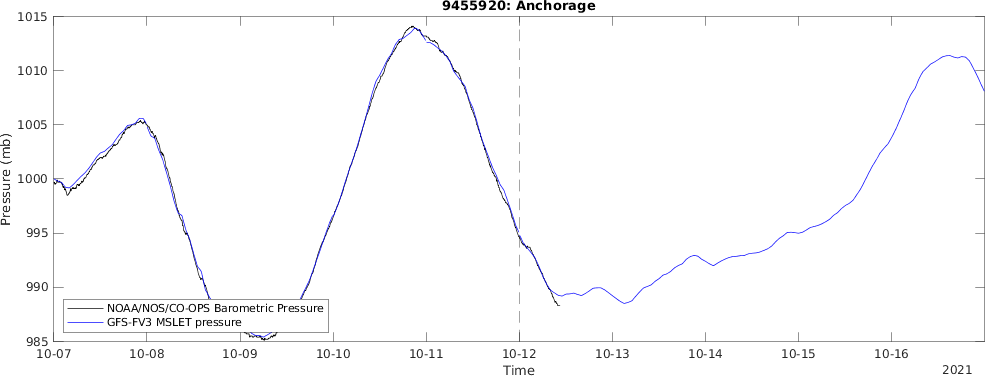 9455920: Anchorage
1015
1010
1005
1000
995
990
985
Pressure (mb)
NOAA/NOS/CO-OPS Barometric Pressure
GFS-FV3 MSLET pressure
10-07 10-08 10-09 10-10 10-11 10-12 10-13 10-14 10-15 10-16
Time
2021